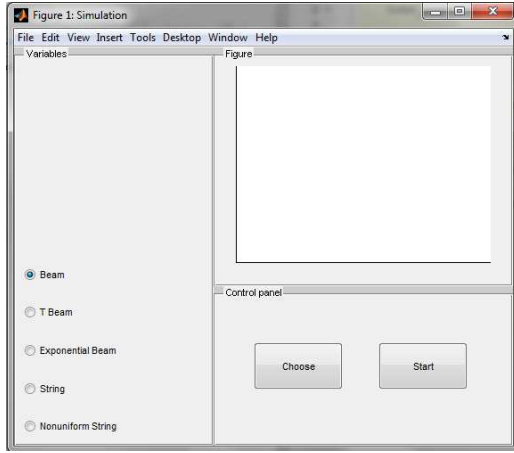 Figure 1: Simulation
File Edit View Insert Tools Desktop Window Help
Variables
Figure
Beam
T Beam
Exponential Beam
String
Nonuniform String
Control panel
Choose
Start